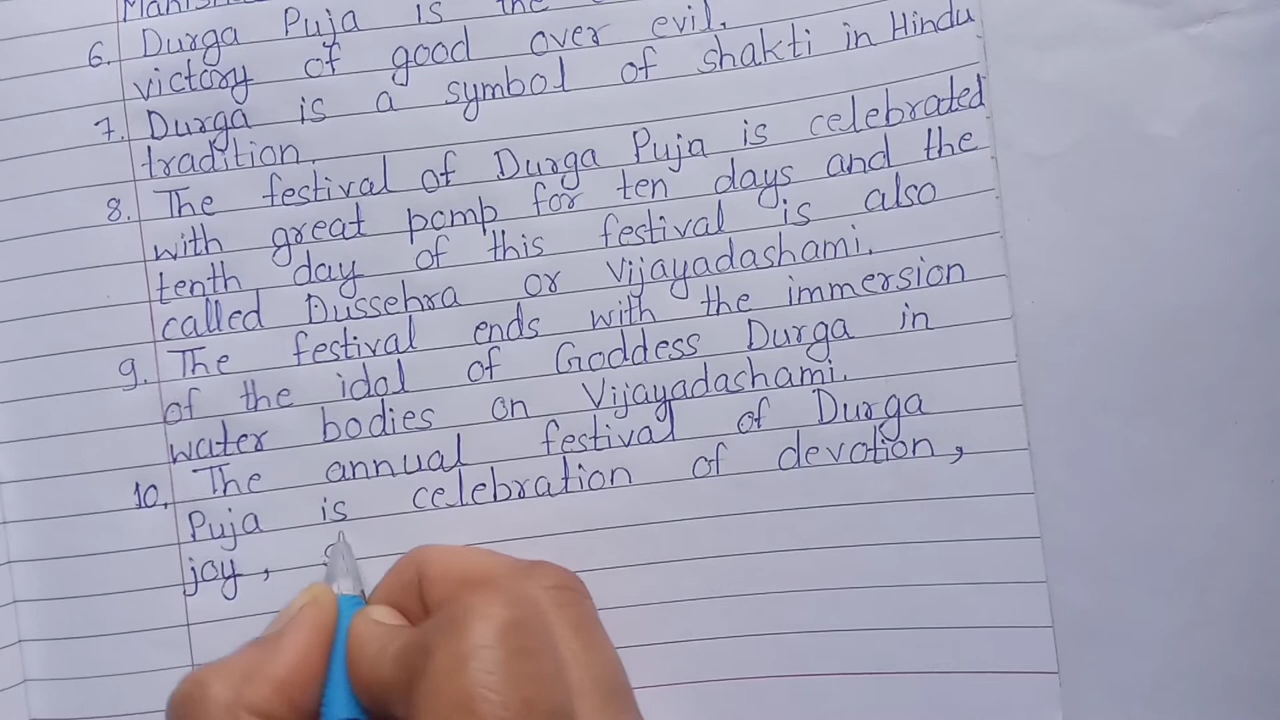 6. Durga Puja is the
victory of good over evil.
7. Durga is a symbol of shakti in Hindu
tradition.
8. The festival of Durga Puja is celebrated
with great pomp for ten days and the
tenth day of this festival is also
called Dussehra or Vijayadashami.
9. The festival ends with the immersion
of the idol of Goddess Durga in
water bodies on Vijayadashami.
10. The annual festival of Durga
Puja is celebration of devotion,
joy,